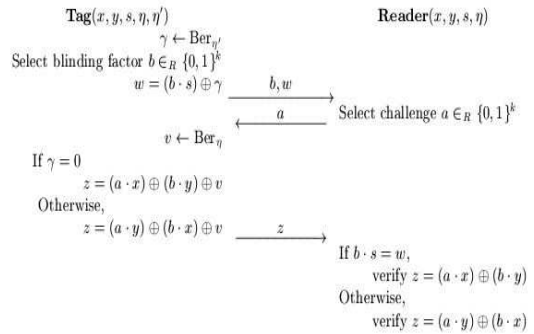 Tag(x, y, s, η, η′) Reader(x, y, s, η)
γ ← Ber_η′
Select blinding factor b ∈_R {0, 1}^k
w = (b · s) ⊕ γ b, w
a Select challenge a ∈_R {0, 1}^k
v ← Ber_η
If γ = 0
z = (a · x) ⊕ (b · y) ⊕ v
Otherwise,
z = (a · y) ⊕ (b · x) ⊕ v z
If b · s = w,
verify z = (a · x) ⊕ (b · y)
Otherwise,
verify z = (a · y) ⊕ (b · x)